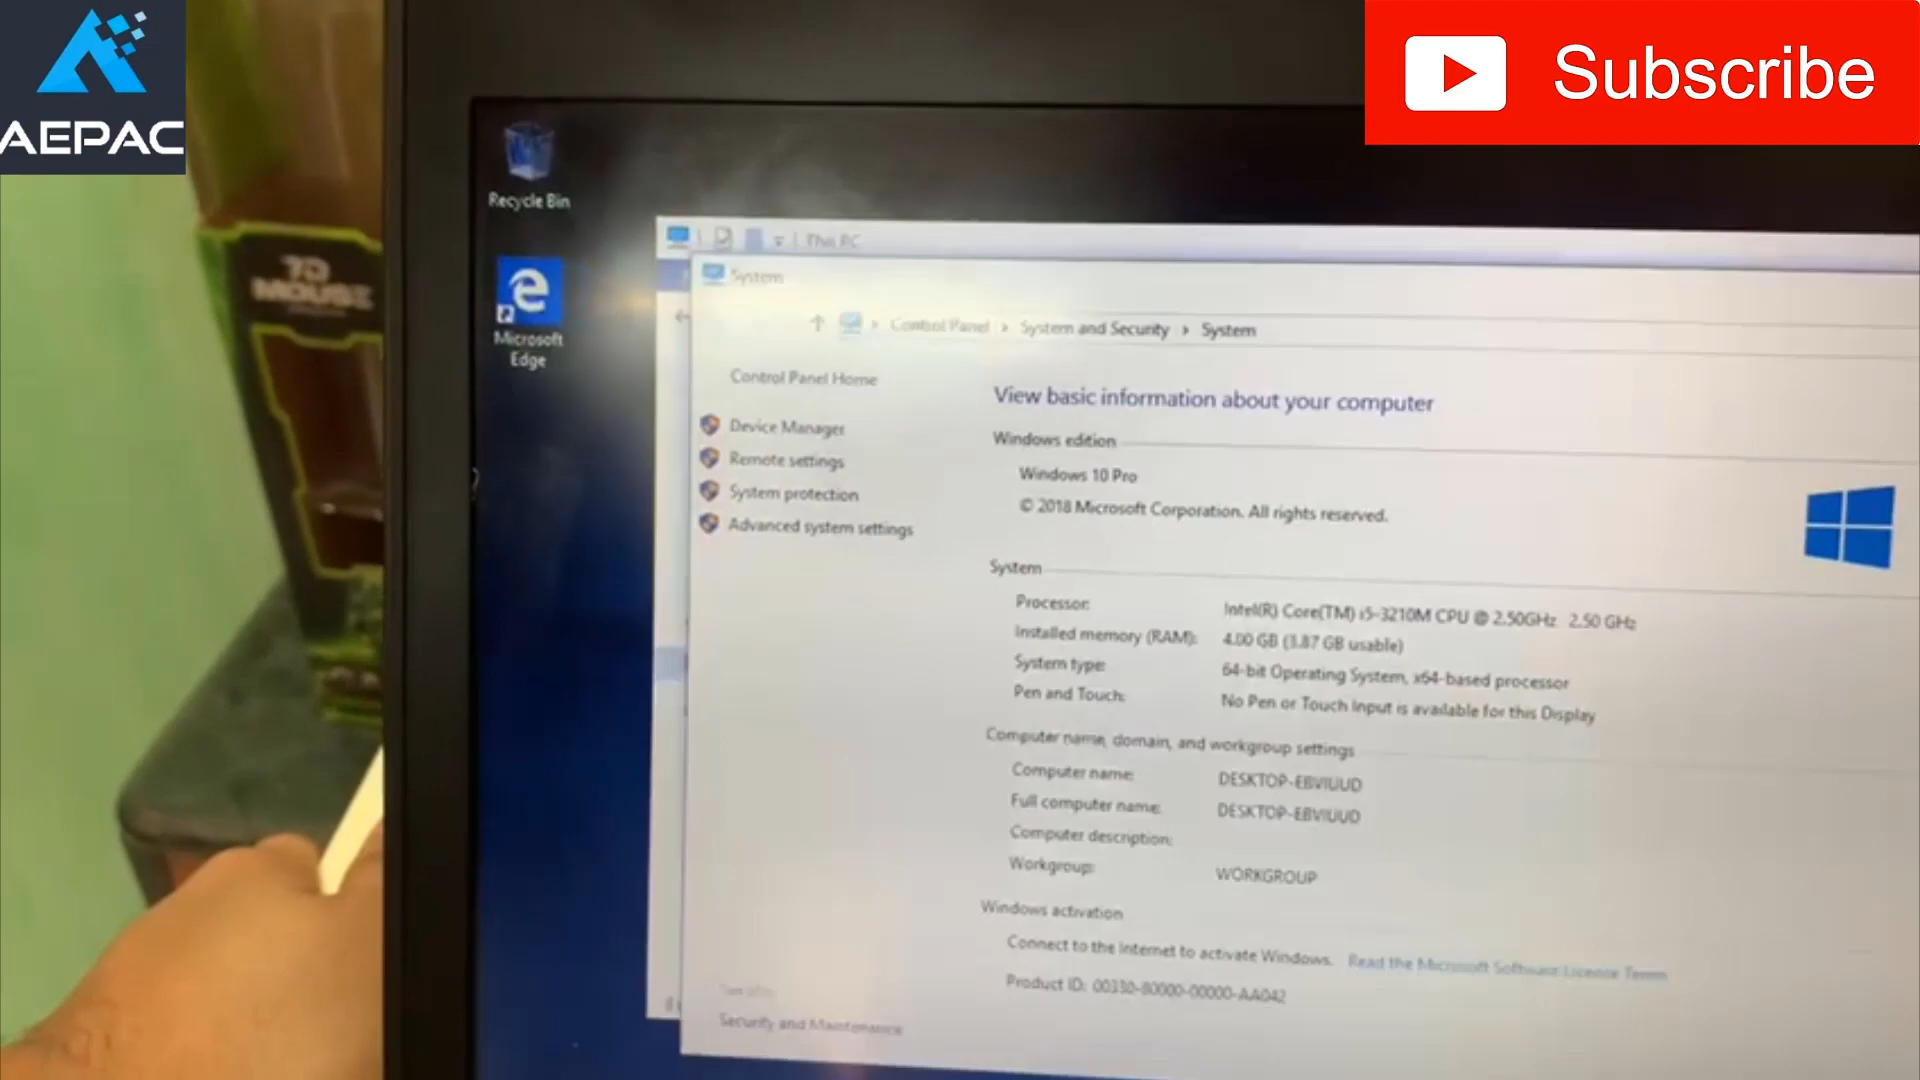 AEPAC
Subscribe
7D
MOUSE
Recycle Bin
Microsoft
Edge
This PC
System
Control Panel > System and Security > System
Control Panel Home
Device Manager
Remote settings
System protection
Advanced system settings
View basic information about your computer
Windows edition
Windows 10 Pro
© 2018 Microsoft Corporation. All rights reserved.
System
Processor: Intel(R) Core(TM) i5-3210M CPU @ 2.50GHz 2.50 GHz
Installed memory (RAM): 4.00 GB (3.87 GB usable)
System type: 64-bit Operating System, x64-based processor
Pen and Touch: No Pen or Touch Input is available for this Display
Computer name, domain, and workgroup settings
Computer name: DESKTOP-EBVIUUD
Full computer name: DESKTOP-EBVIUUD
Computer description:
Workgroup: WORKGROUP
Windows activation
Connect to the Internet to activate Windows. Read the Microsoft Software License Terms
Product ID: 00330-80000-00000-AA042
See also
Security and Maintenance